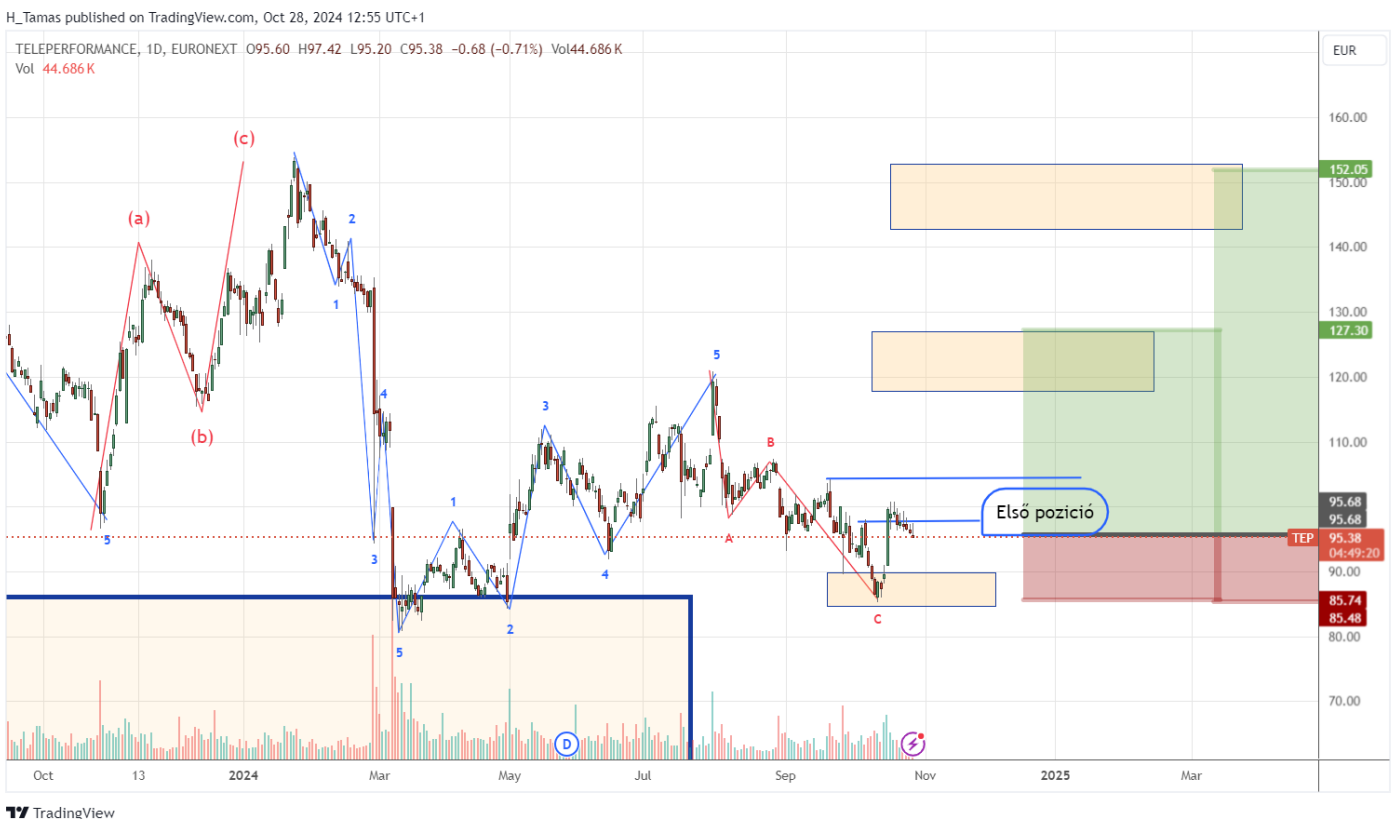 H_Tamas published on TradingView.com, Oct 28, 2024 12:55 UTC+1
TELEPERFORMANCE, 1D, EURONEXT O95.60 H97.42 L95.20 C95.38 −0.68 (−0.71%) Vol44.686 K
Vol 44.686 K
EUR
160.00
(c)
152.05
150.00
(a)
2
140.00
1
130.00
127.30
5
120.00
4
3
(b)
B
110.00
1
95.68
Első pozició
95.68
5
A
TEP 95.38
04:49:20
3
4
90.00
85.74
C
85.48
2
80.00
5
70.00
D
Oct 13 2024 Mar May Jul Sep Nov 2025 Mar
TradingView